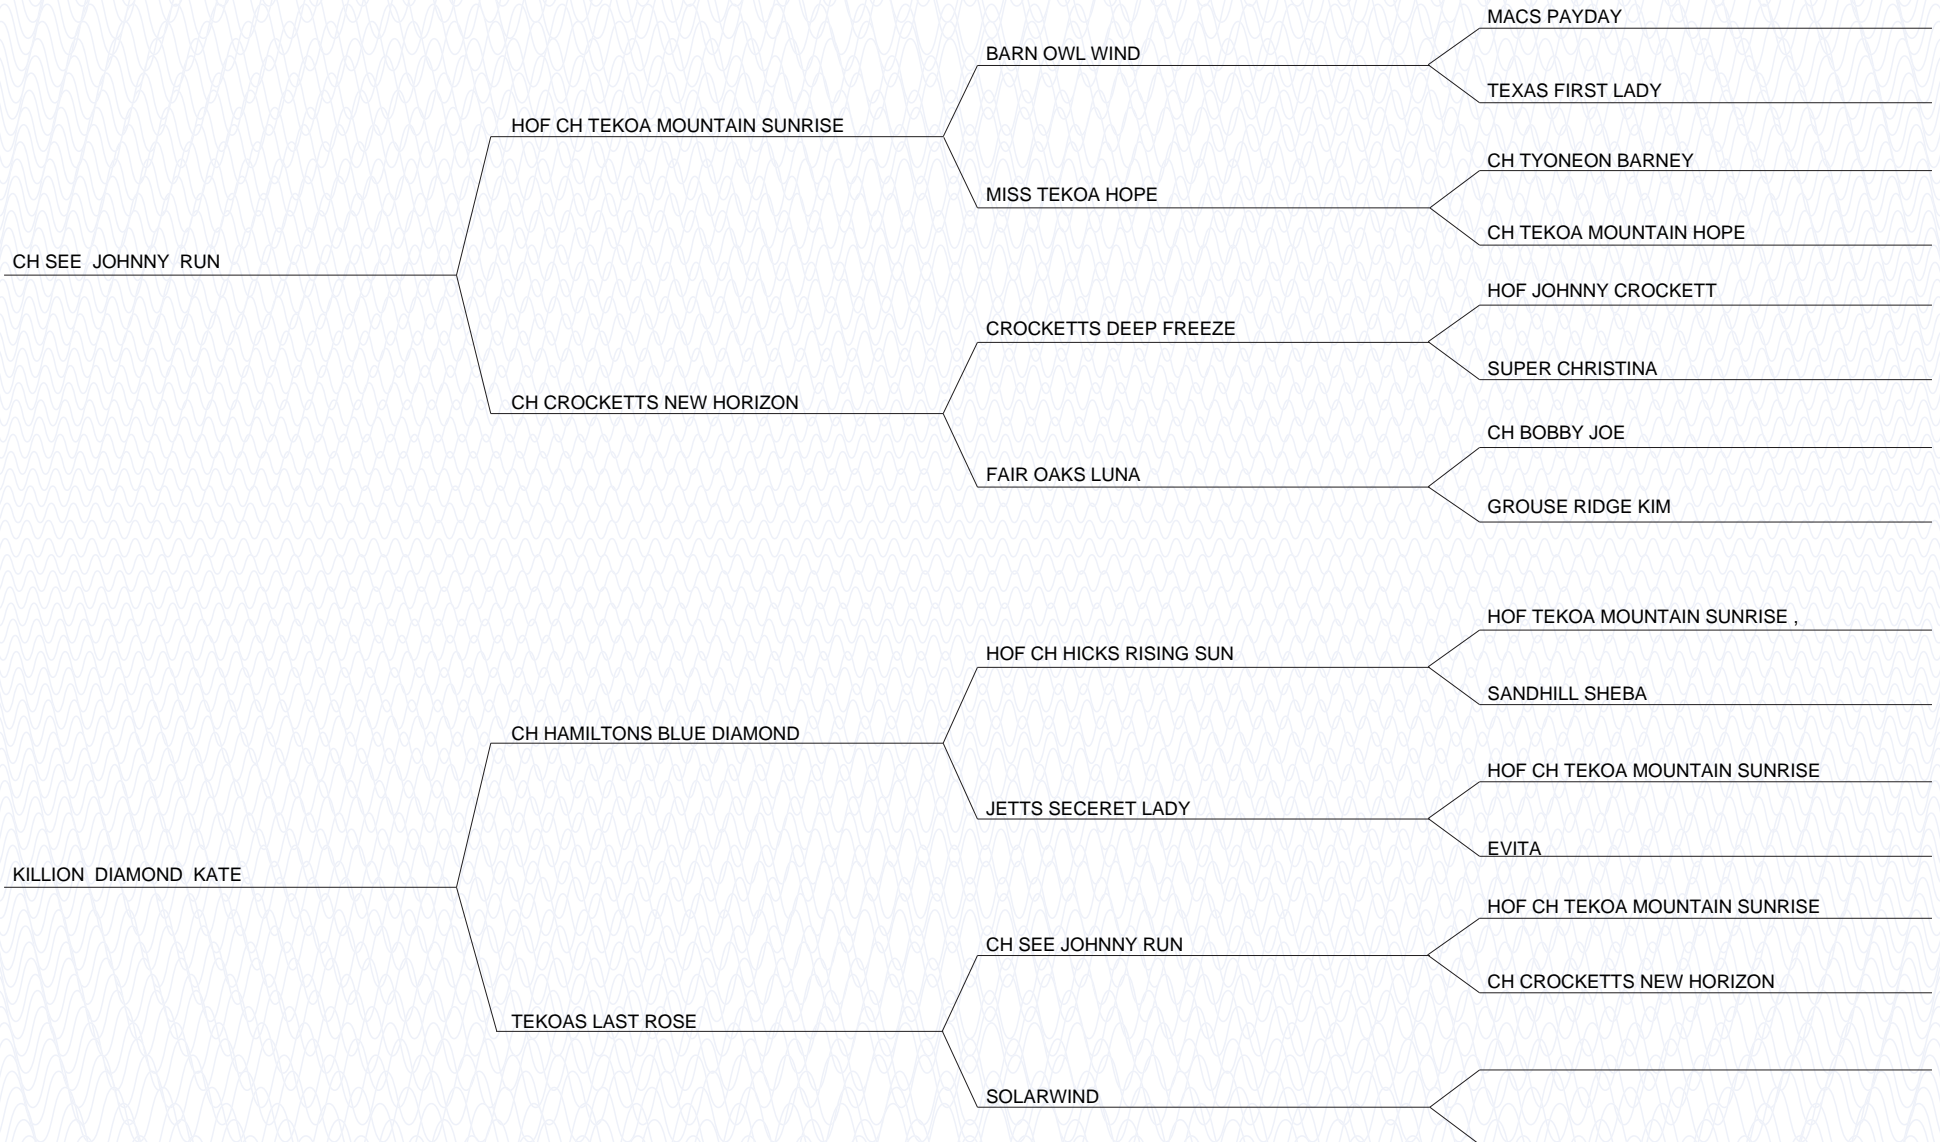 MACS PAYDAY
BARN OWL WIND
TEXAS FIRST LADY
HOF CH TEKOA MOUNTAIN SUNRISE
CH TYONEON BARNEY
MISS TEKOA HOPE
CH TEKOA MOUNTAIN HOPE
CH SEE  JOHNNY  RUN
HOF JOHNNY CROCKETT
CROCKETTS DEEP FREEZE
SUPER CHRISTINA
CH CROCKETTS NEW HORIZON
CH BOBBY JOE
FAIR OAKS LUNA
GROUSE RIDGE KIM
HOF TEKOA MOUNTAIN SUNRISE ,
HOF CH HICKS RISING SUN
SANDHILL SHEBA
CH HAMILTONS BLUE DIAMOND
HOF CH TEKOA MOUNTAIN SUNRISE
JETTS SECERET LADY
EVITA
KILLION  DIAMOND  KATE
HOF CH TEKOA MOUNTAIN SUNRISE
CH SEE JOHNNY RUN
CH CROCKETTS NEW HORIZON
TEKOAS LAST ROSE
SOLARWIND